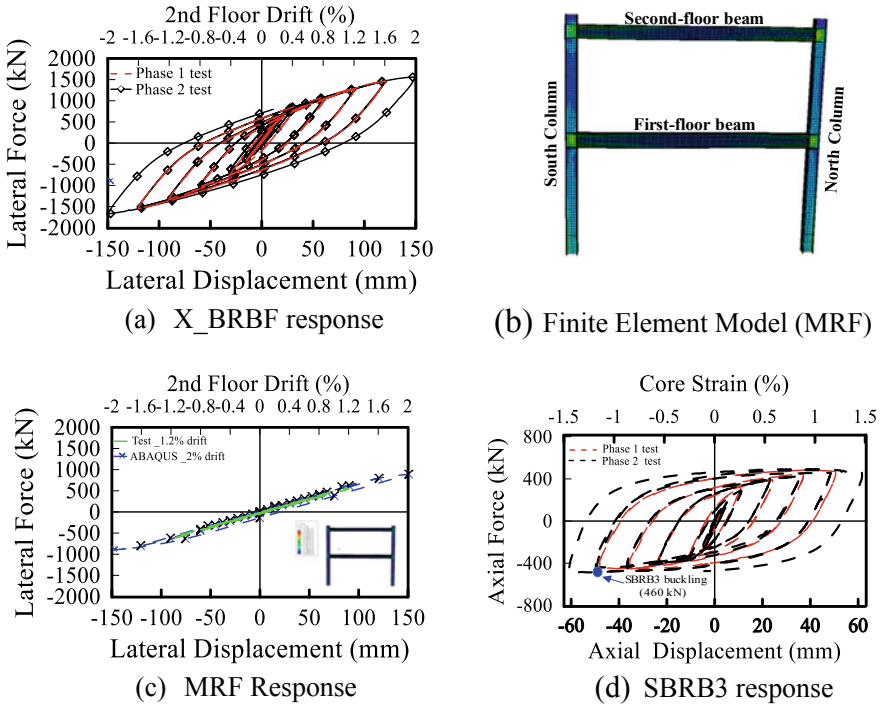 2nd Floor Drift (%)
-2 -1.6 -1.2 -0.8 -0.4 0 0.4 0.8 1.2 1.6 2
Lateral Force (kN)
2000
1500
1000
500
0
-500
-1000
-1500
-2000
Phase 1 test
Phase 2 test
-150 -100 -50 0 50 100 150
Lateral Displacement (mm)
(a) X_BRBF response
Second-floor beam
First-floor beam
South Column
North Column
(b) Finite Element Model (MRF)
2nd Floor Drift (%)
-2 -1.6 -1.2 -0.8 -0.4 0 0.4 0.8 1.2 1.6 2
Lateral Force (kN)
2000
1500
1000
500
0
500
1000
1500
2000
Test _1.2% drift
ABAQUS _2% drift
-150 -100 -50 0 50 100 150
Lateral Displacement (mm)
(c) MRF Response
Core Strain (%)
-1.5 -1 -0.5 0 0.5 1 1.5
Axial Force (kN)
800
400
0
-400
-800
Phase 1 test
Phase 2 test
SBRB3 buckling
(460 kN)
-60 -40 -20 0 20 40 60
Axial Displacement (mm)
(d) SBRB3 response